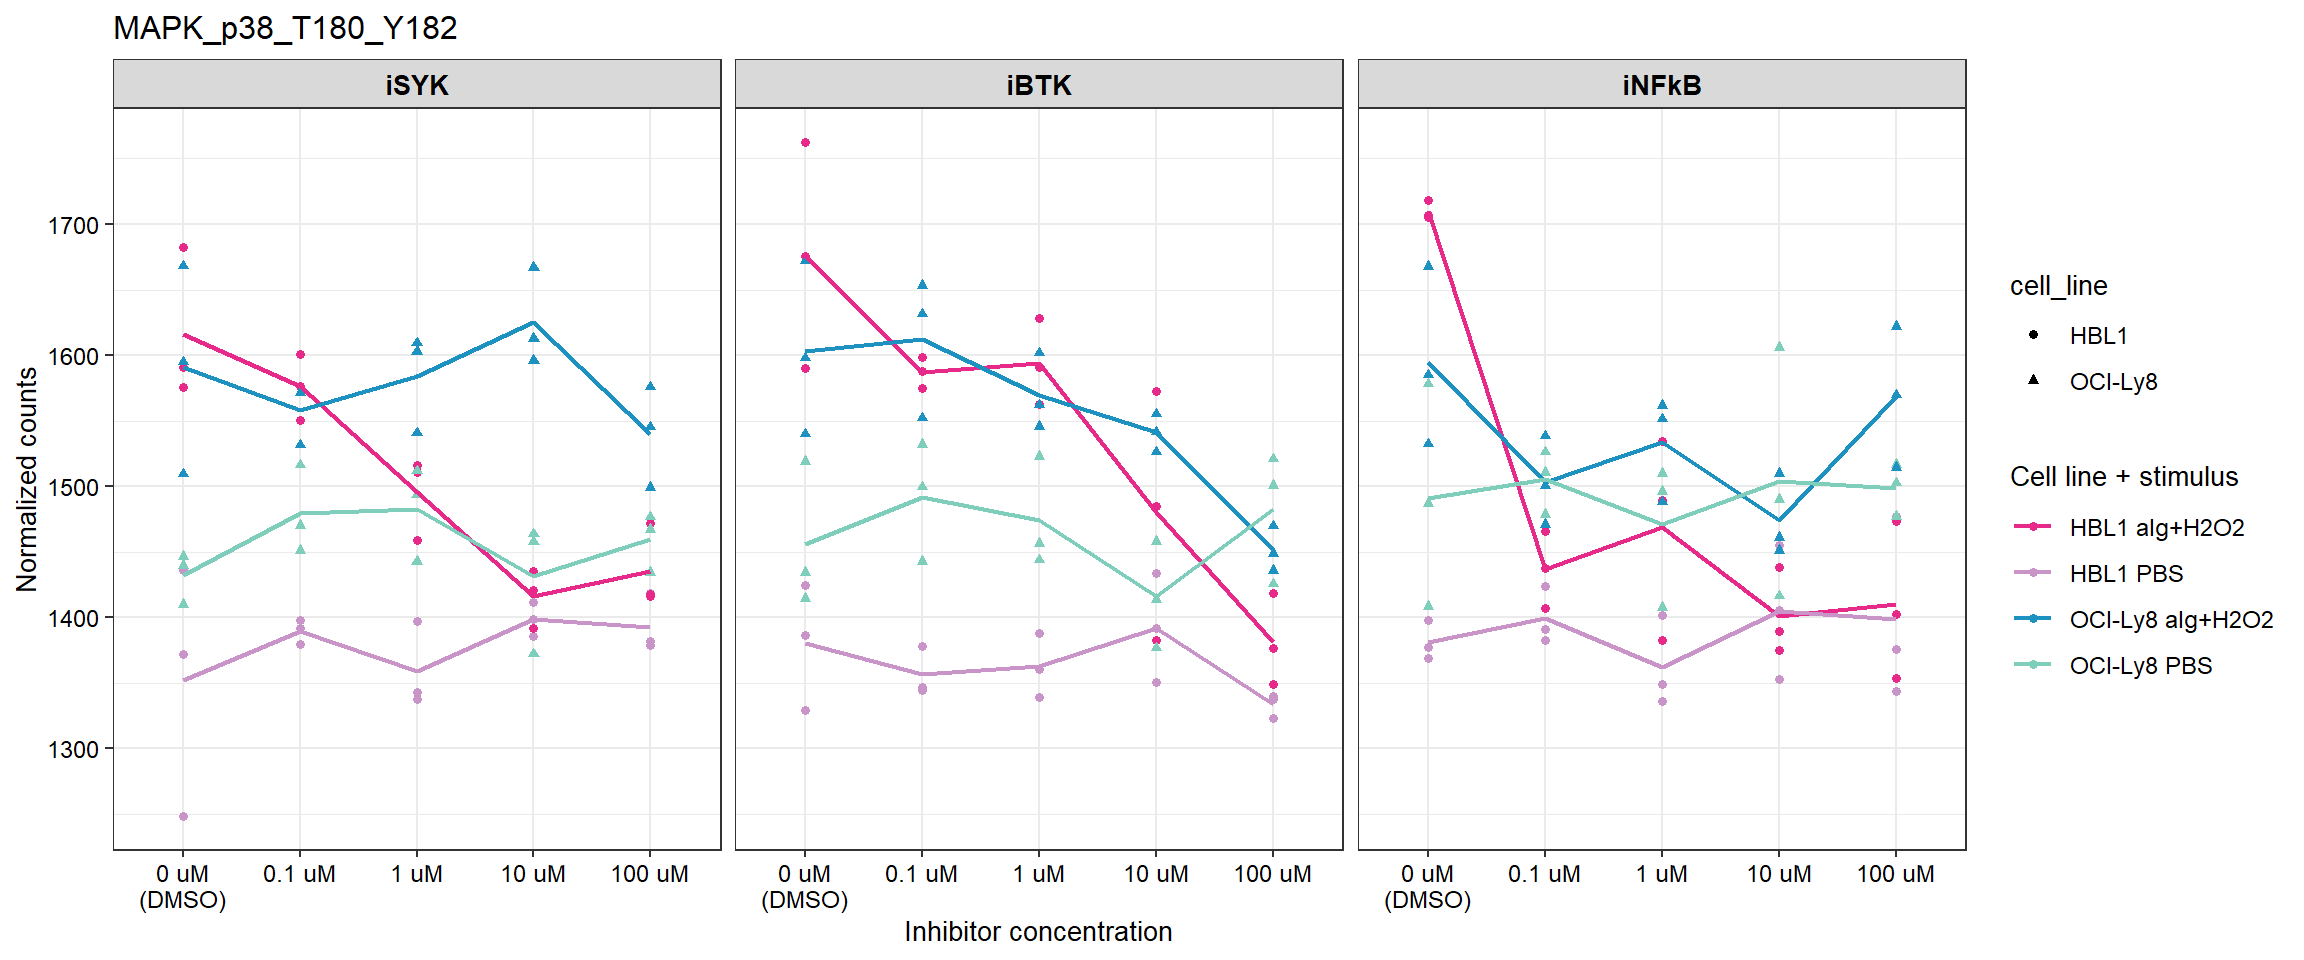 MAPK_p38_T180_Y182
iSYK
iBTK
iNFkB
Normalized counts
1700
1600
1500
1400
1300
0 uM
(DMSO)
0.1 uM
1 uM
10 uM
100 uM
0 uM
(DMSO)
0.1 uM
1 uM
10 uM
100 uM
0 uM
(DMSO)
0.1 uM
1 uM
10 uM
100 uM
Inhibitor concentration
cell_line
HBL1
OCI-Ly8
Cell line + stimulus
HBL1 aIg+H2O2
HBL1 PBS
OCI-Ly8 aIg+H2O2
OCI-Ly8 PBS